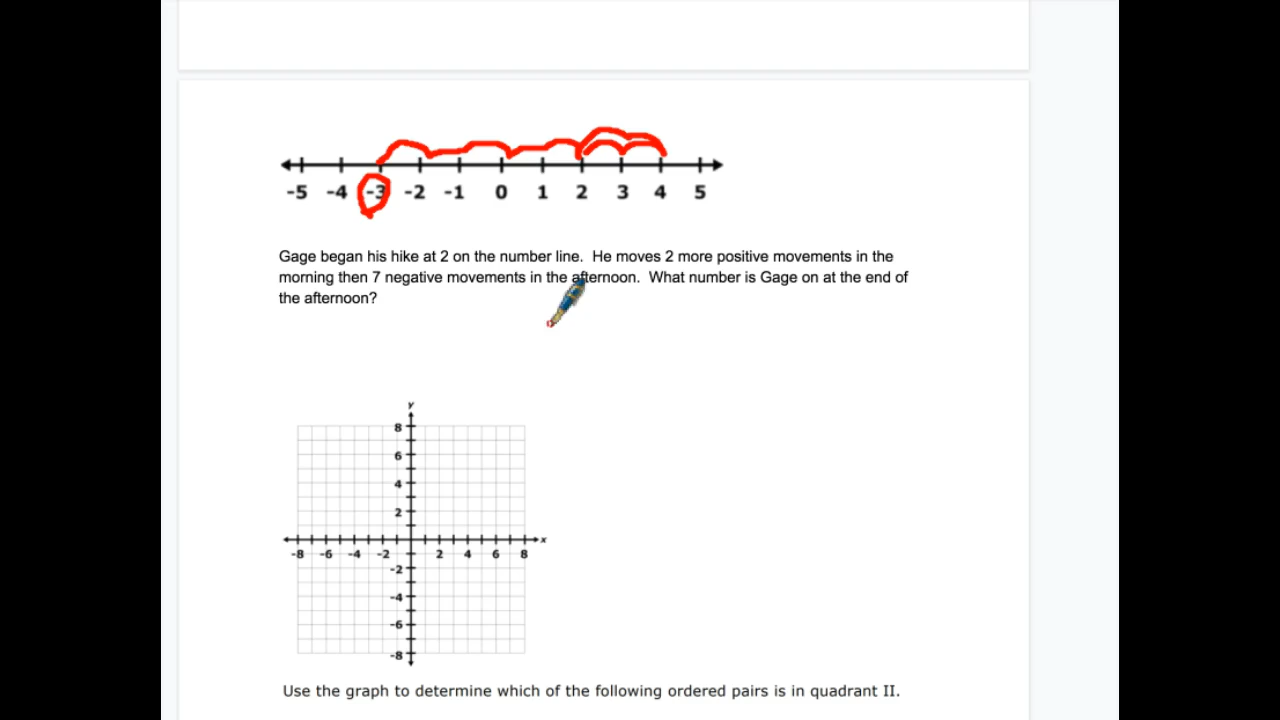 -5 -4 -3 -2 -1 0 1 2 3 4 5
Gage began his hike at 2 on the number line.  He moves 2 more positive movements in the
morning then 7 negative movements in the afternoon.  What number is Gage on at the end of
the afternoon?
y
8
6
4
2
x
-8 -6 -4 -2 2 4 6 8
-2
-4
-6
-8
Use the graph to determine which of the following ordered pairs is in quadrant II.